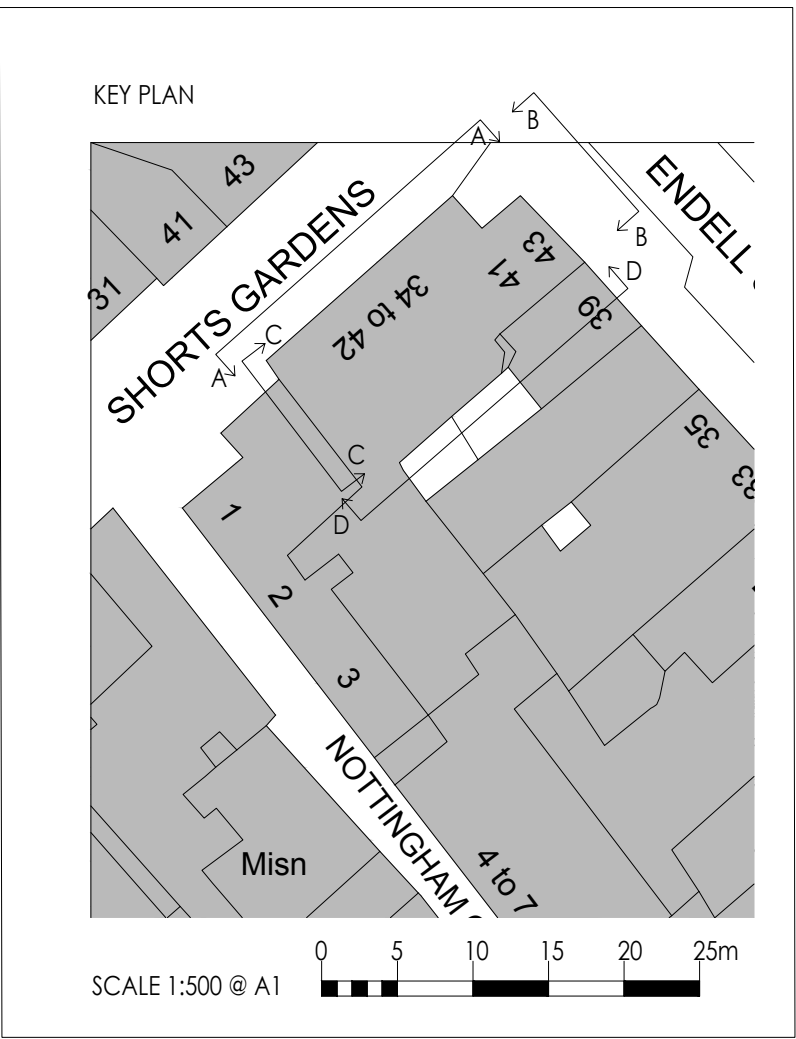 KEY PLAN
B
A
43
ENDELL
41
SHORTS GARDENS
43
B
41
D
31
34 to 42
39
C
A
35
C
33
1
D
2
3
NOTTINGHAM
Misn
4 to 7
0 5 10 15 20 25m
SCALE 1:500 @ A1